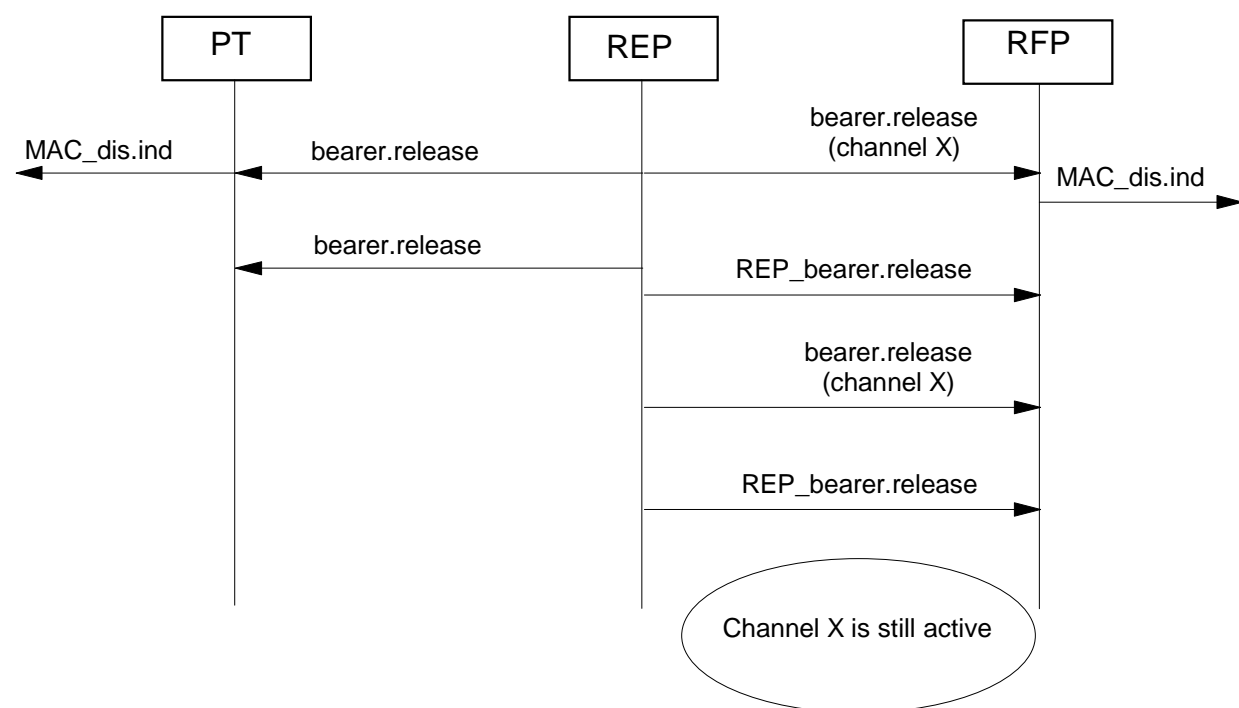 PT
REP
RFP
bearer.release
(channel X)
MAC_dis.ind
bearer.release
MAC_dis.ind
bearer.release
REP_bearer.release
bearer.release
(channel X)
REP_bearer.release
Channel X is still active